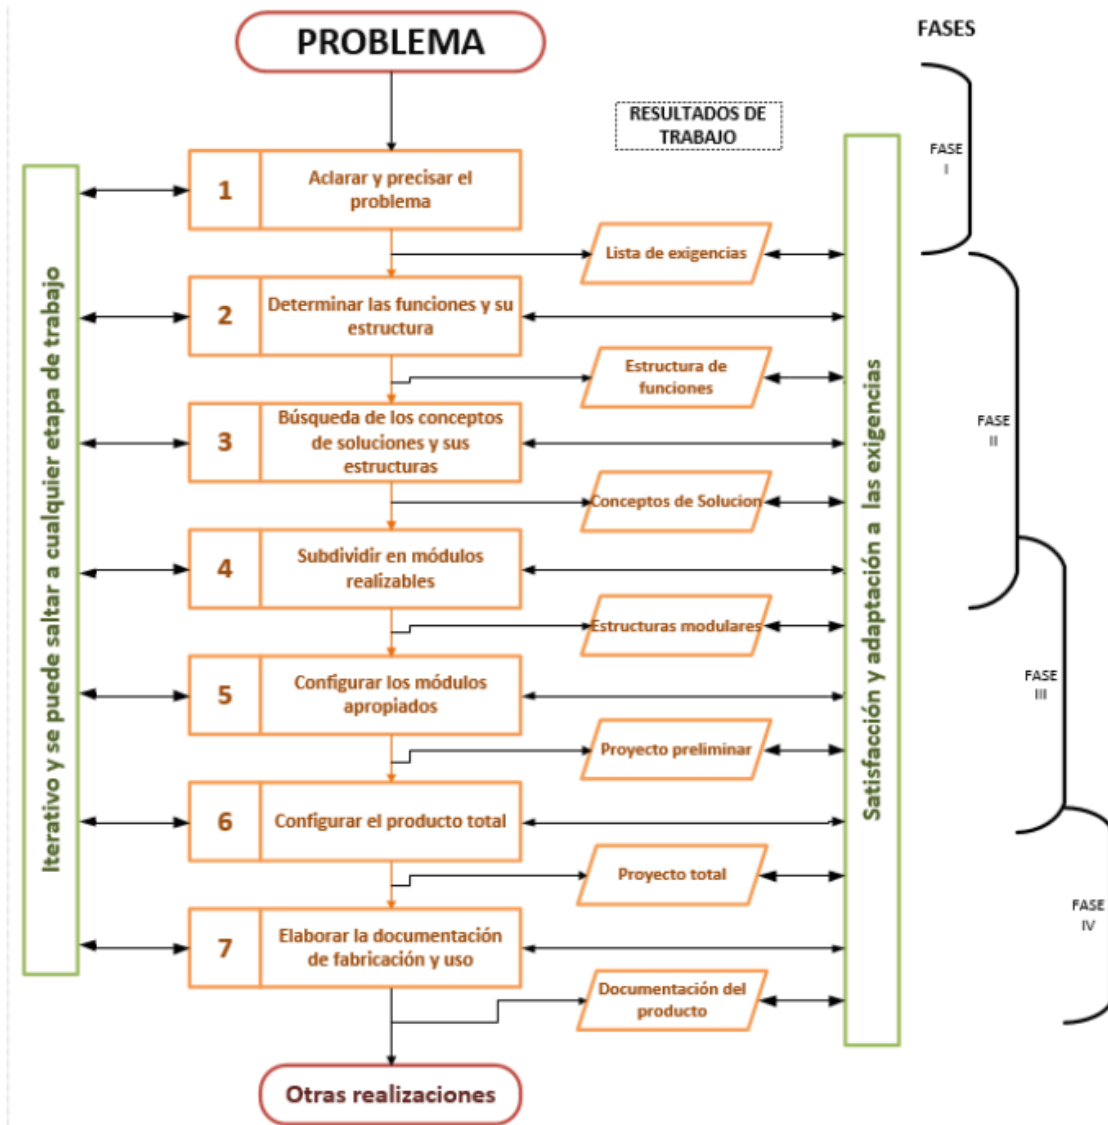 PROBLEMA
FASES
RESULTADOS DE
TRABAJO
FASE
I
1
Aclarar y precisar el
problema
Lista de exigencias
2
Determinar las funciones y su
estructura
Estructura de
funciones
3
Búsqueda de los conceptos
de soluciones y sus
estructuras
FASE
II
Conceptos de Solucion
4
Subdividir en módulos
realizables
Estructuras modulares
5
Configurar los módulos
apropiados
FASE
III
Proyecto preliminar
6
Configurar el producto total
Proyecto total
7
Elaborar la documentación
de fabricación y uso
FASE
IV
Documentación del
producto
Otras realizaciones
Iterativo y se puede saltar a cualquier etapa de trabajo
Satisfacción y adaptación a las exigencias